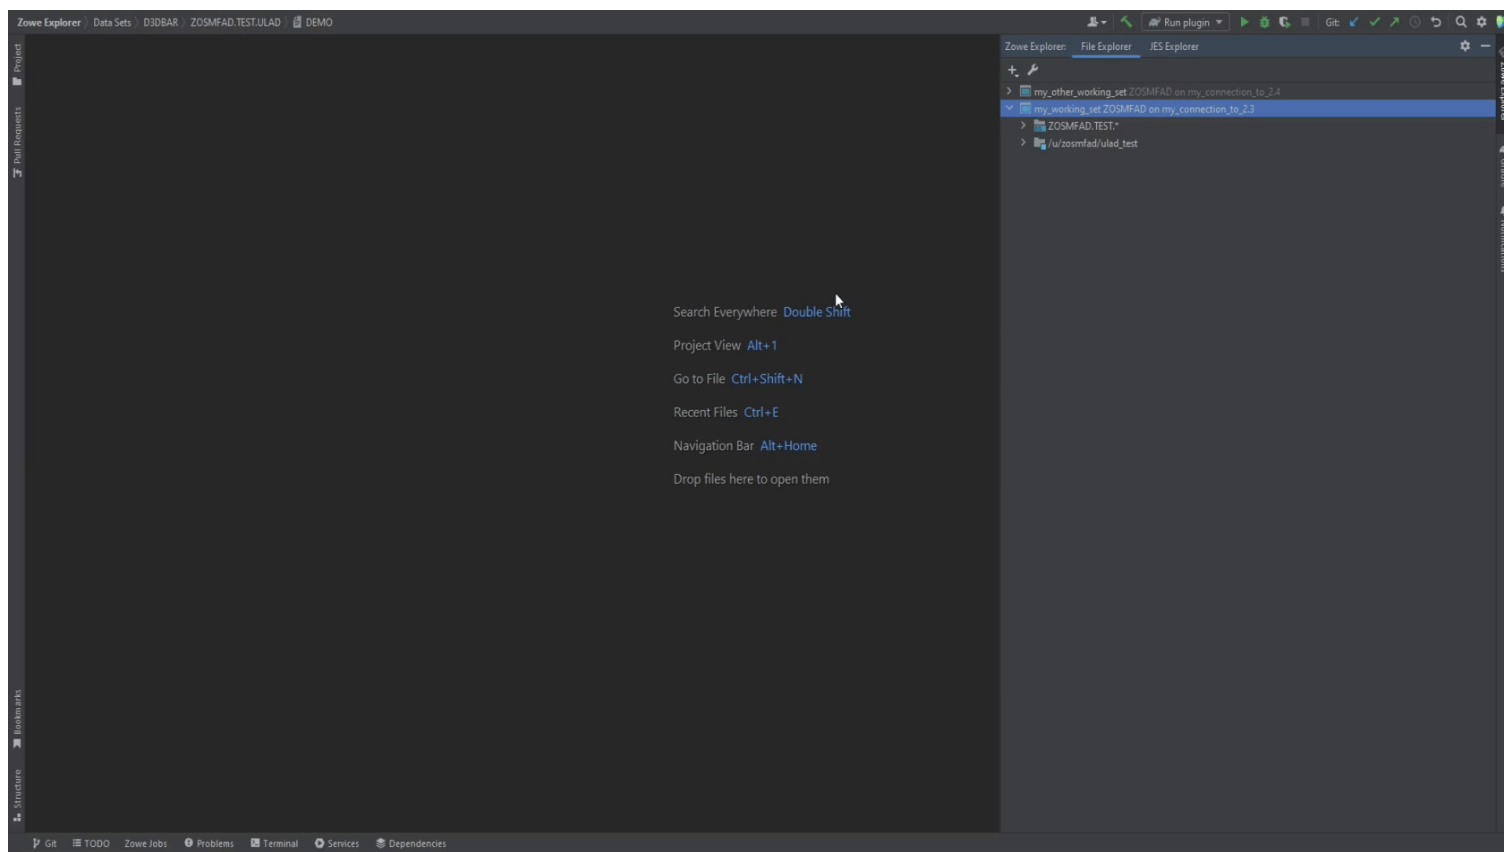 Zowe Explorer Data Sets D3DBAR ZOSMFAD.TEST.ULAD DEMO
Run plugin Git:
Project
Pull Requests
Bookmarks
Structure
Search Everywhere Double Shift
Project View Alt+1
Go to File Ctrl+Shift+N
Recent Files Ctrl+E
Navigation Bar Alt+Home
Drop files here to open them
Zowe Explorer: File Explorer JES Explorer
my_other_working_set ZOSMFAD on my_connection_to_2.4
my_working_set ZOSMFAD on my_connection_to_2.3
ZOSMFAD.TEST.*
/u/zosmfad/ulad_test
Zowe Explorer
Notifications
Git TODO Zowe Jobs Problems Terminal Services Dependencies